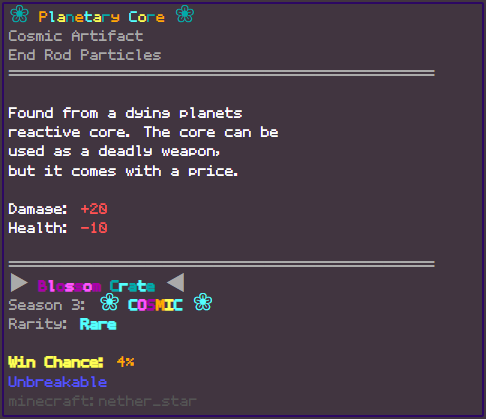 ❀ Planetary Core ❀
Cosmic Artifact
End Rod Particles
Found from a dying planets
reactive core. The core can be
used as a deadly weapon,
but it comes with a price.
Damage: +20
Health: -10
▶ Blossom Crate ◀
Season 3: ❀ COSMIC ❀
Rarity: Rare
Win Chance: 4%
Unbreakable
minecraft:nether_star